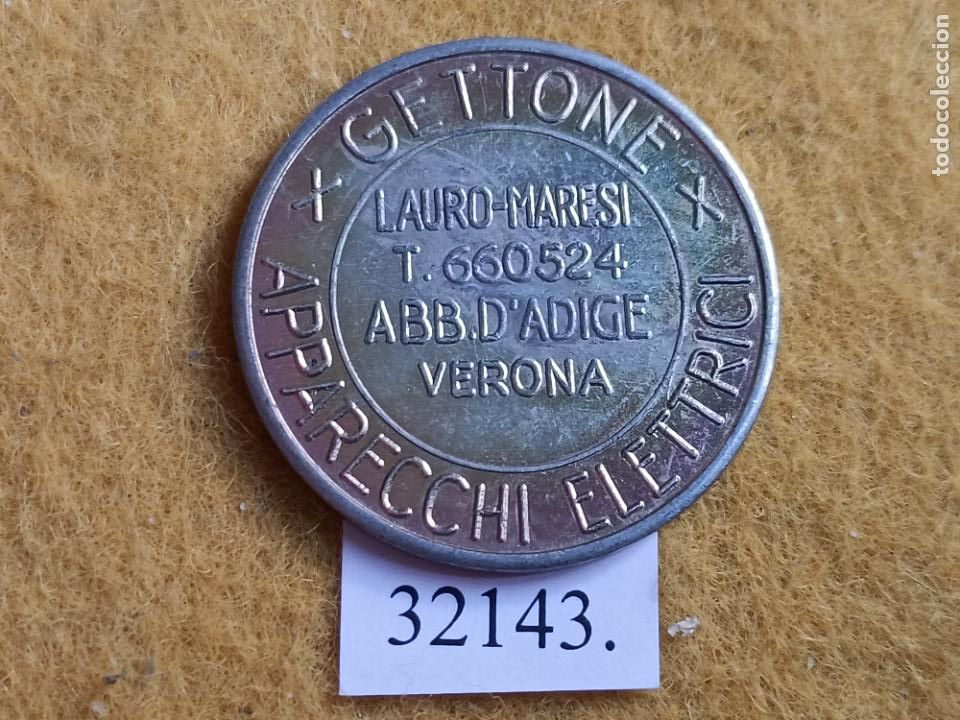 × GETTONE ×
APPARECCHI ELETTRICI
LAURO-MARESI
T. 660524
ABB. D'ADIGE
VERONA
32143.
todocoleccion